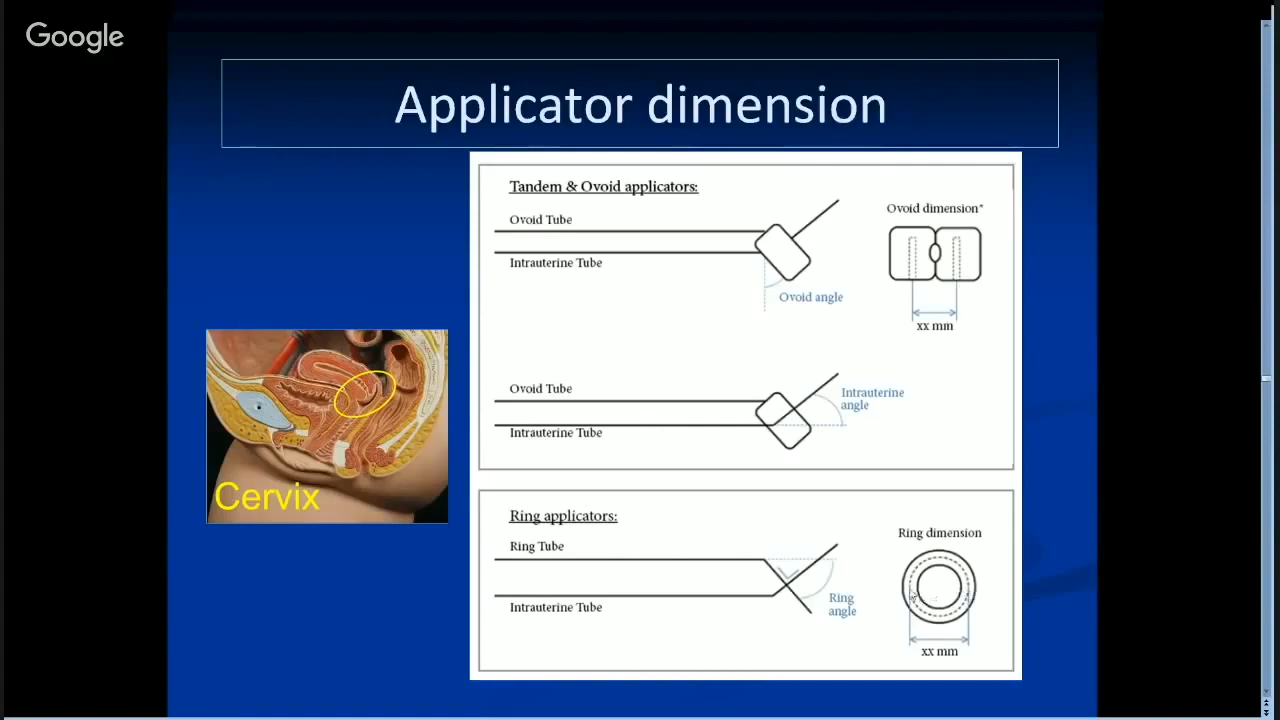 Google
Applicator dimension
Tandem & Ovoid applicators:
Ovoid Tube
Intrauterine Tube
Ovoid angle
Ovoid dimension*
xx mm
Ovoid Tube
Intrauterine Tube
Intrauterine
angle
Cervix
Ring applicators:
Ring Tube
Intrauterine Tube
Ring
angle
Ring dimension
xx mm